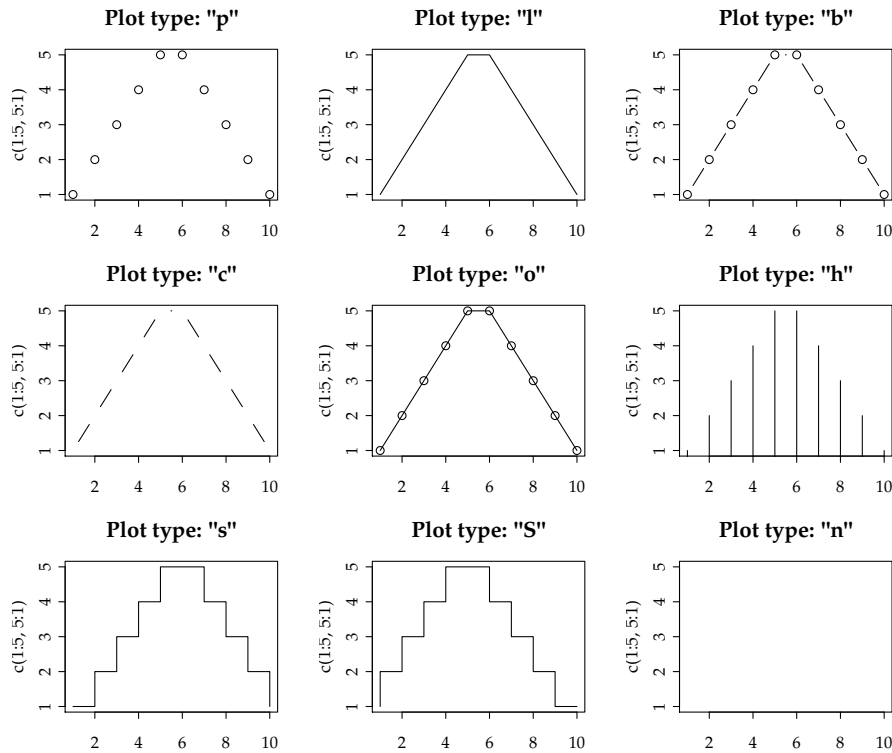 Plot type: "p"
Plot type: "l"
Plot type: "b"
c(1:5, 5:1)
1 2 3 4 5
2 4 6 8 10
c(1:5, 5:1)
1 2 3 4 5
2 4 6 8 10
c(1:5, 5:1)
1 2 3 4 5
2 4 6 8 10
Plot type: "c"
Plot type: "o"
Plot type: "h"
c(1:5, 5:1)
1 2 3 4 5
2 4 6 8 10
c(1:5, 5:1)
1 2 3 4 5
2 4 6 8 10
c(1:5, 5:1)
1 2 3 4 5
2 4 6 8 10
Plot type: "s"
Plot type: "S"
Plot type: "n"
c(1:5, 5:1)
1 2 3 4 5
2 4 6 8 10
c(1:5, 5:1)
1 2 3 4 5
2 4 6 8 10
c(1:5, 5:1)
1 2 3 4 5
2 4 6 8 10